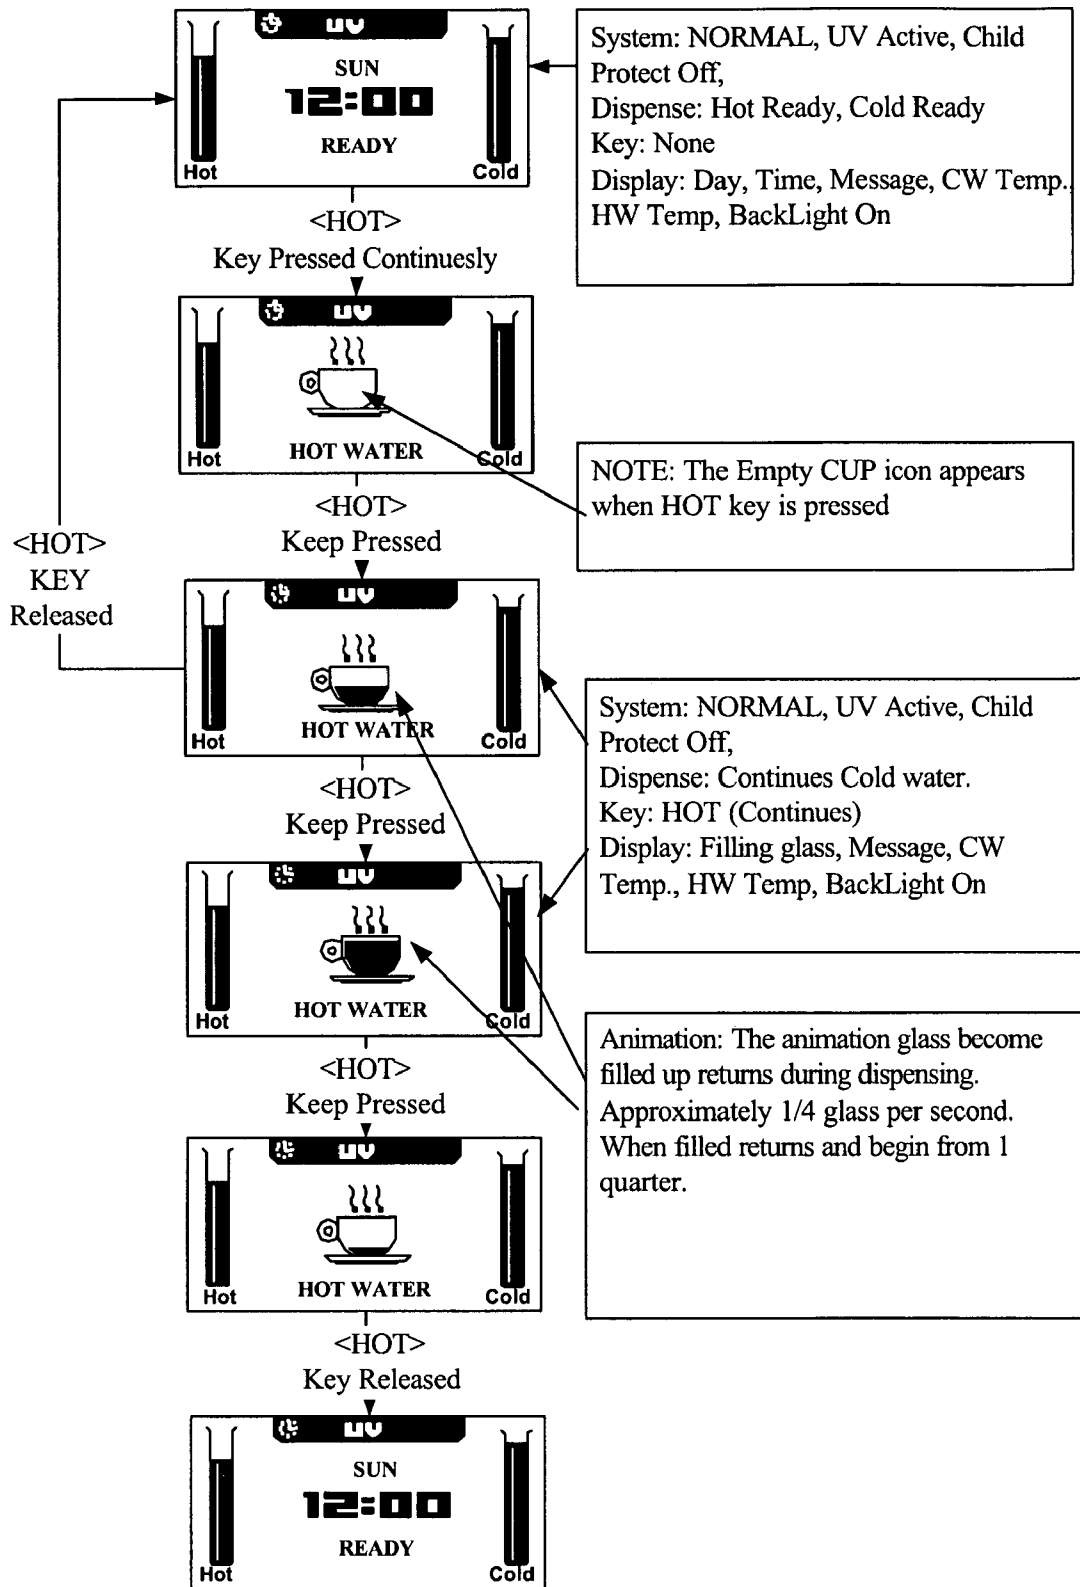 UV
SUN
12:00
READY
Hot
Cold
System: NORMAL, UV Active, Child
Protect Off,
Dispense: Hot Ready, Cold Ready
Key: None
Display: Day, Time, Message, CW Temp.,
HW Temp, BackLight On
<HOT>
Key Pressed Continuesly
UV
HOT WATER
Hot
Cold
NOTE: The Empty CUP icon appears
when HOT key is pressed
<HOT>
Keep Pressed
<HOT>
KEY
Released
UV
HOT WATER
Hot
Cold
System: NORMAL, UV Active, Child
Protect Off,
Dispense: Continues Cold water.
Key: HOT (Continues)
Display: Filling glass, Message, CW
Temp., HW Temp, BackLight On
<HOT>
Keep Pressed
UV
HOT WATER
Hot
Cold
Animation: The animation glass become
filled up returns during dispensing.
Approximately 1/4 glass per second.
When filled returns and begin from 1
quarter.
<HOT>
Keep Pressed
UV
HOT WATER
Hot
Cold
<HOT>
Key Released
UV
SUN
12:00
READY
Hot
Cold